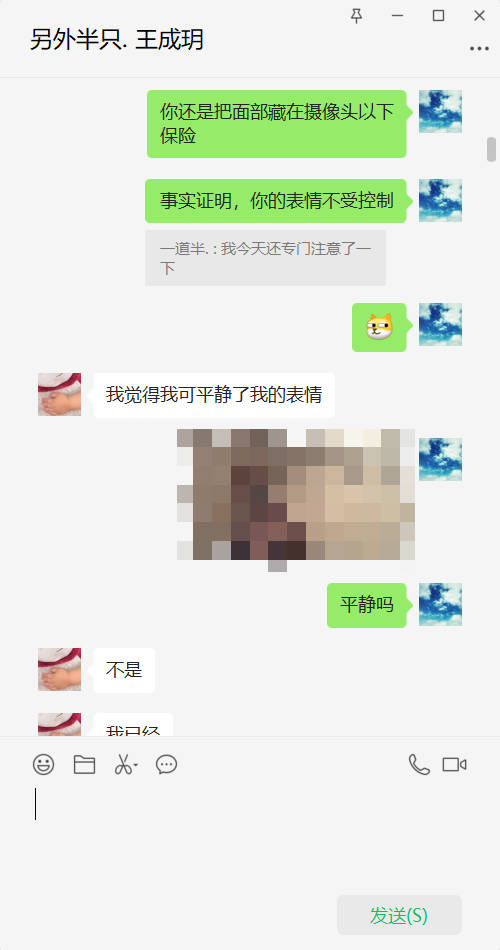 另外半只. 王成玥
你还是把面部藏在摄像头以下
保险
事实证明，你的表情不受控制
一道半. : 我今天还专门注意了一
下
我觉得我可平静了我的表情
平静吗
不是
我已经
发送(S)